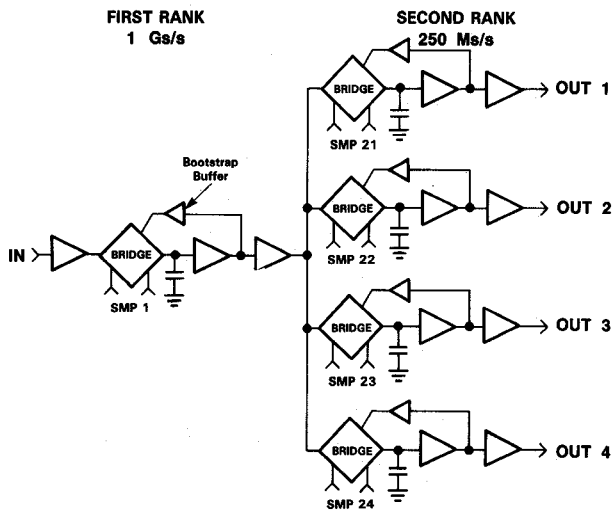 FIRST RANK
1 Gs/s
SECOND RANK
250 Ms/s
BRIDGE
OUT 1
SMP 21
Bootstrap
Buffer
BRIDGE
OUT 2
SMP 22
IN
BRIDGE
SMP 1
BRIDGE
OUT 3
SMP 23
BRIDGE
OUT 4
SMP 24